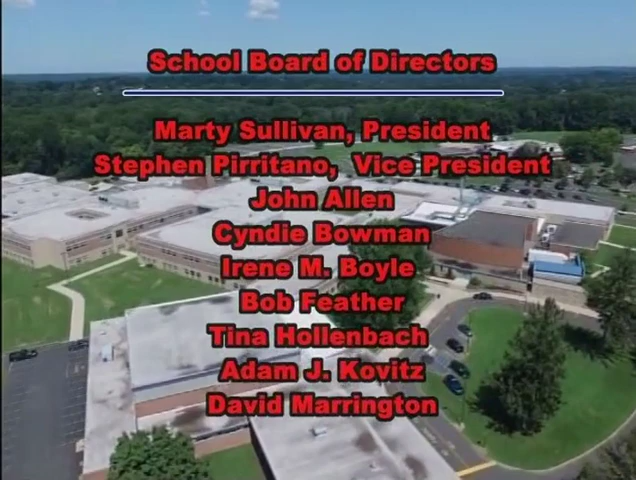 School Board of Directors
Marty Sullivan, President
Stephen Pirritano, Vice President
John Allen
Cyndie Bowman
Irene M. Boyle
Bob Feather
Tina Hollenbach
Adam J. Kovitz
David Marrington